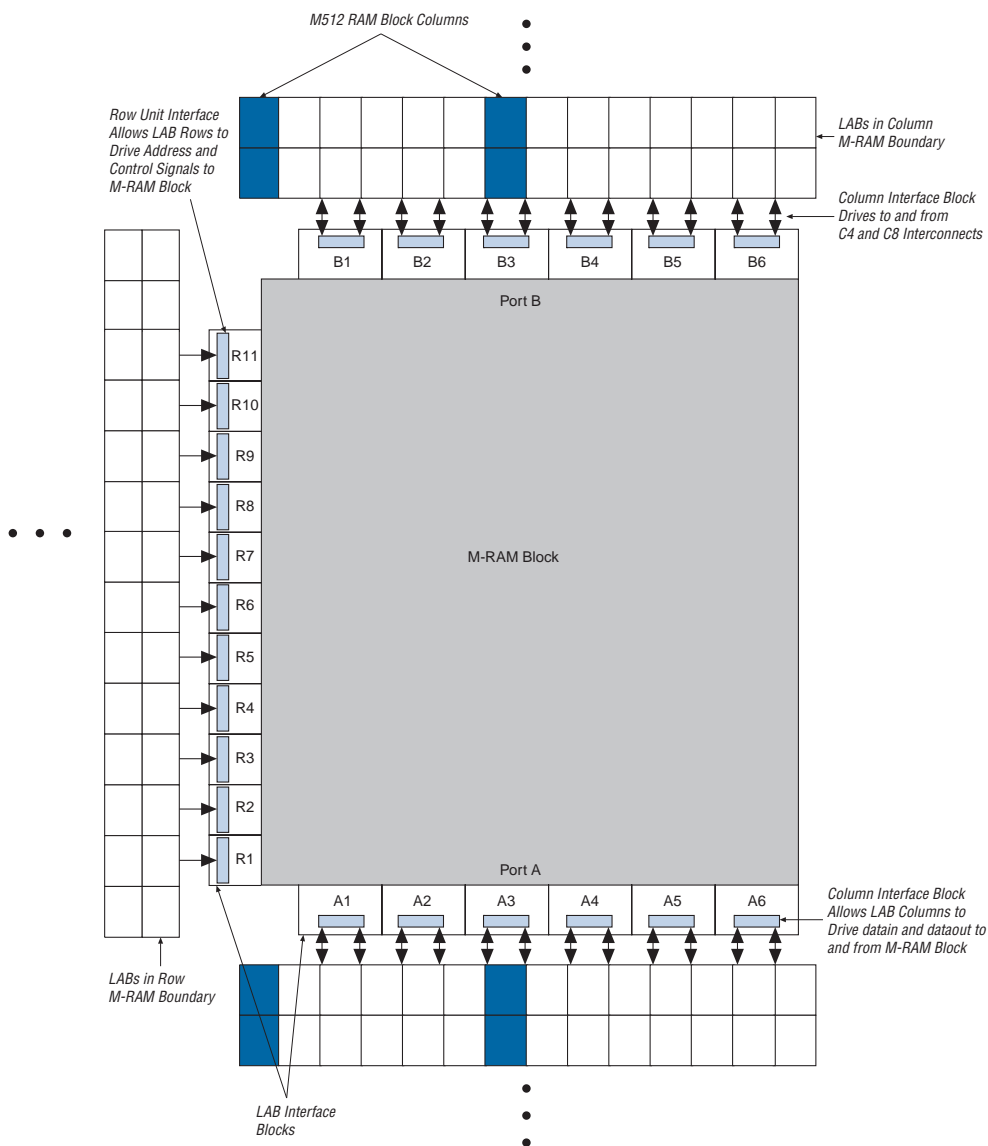 M512 RAM Block Columns
Row Unit Interface
Allows LAB Rows to
Drive Address and
Control Signals to
M-RAM Block
LABs in Column
M-RAM Boundary
Column Interface Block
Drives to and from
C4 and C8 Interconnects
B1 B2 B3 B4 B5 B6
Port B
R11
R10
R9
R8
R7
M-RAM Block
R6
R5
R4
R3
R2
R1
Port A
A1 A2 A3 A4 A5 A6
Column Interface Block
Allows LAB Columns to
Drive datain and dataout to
and from M-RAM Block
LABs in Row
M-RAM Boundary
LAB Interface
Blocks